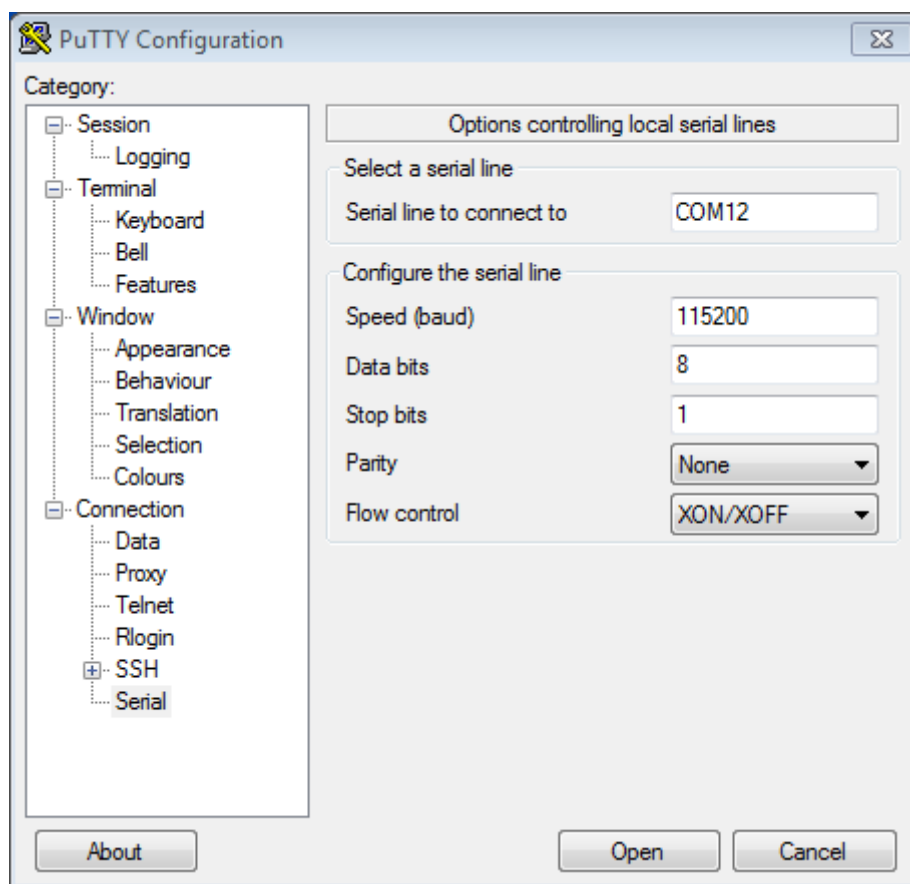 PuTTY Configuration
Category:
Session
Logging
Terminal
Keyboard
Bell
Features
Window
Appearance
Behaviour
Translation
Selection
Colours
Connection
Data
Proxy
Telnet
Rlogin
SSH
Serial
Options controlling local serial lines
Select a serial line
Serial line to connect to COM12
Configure the serial line
Speed (baud) 115200
Data bits 8
Stop bits 1
Parity None
Flow control XON/XOFF
About Open Cancel